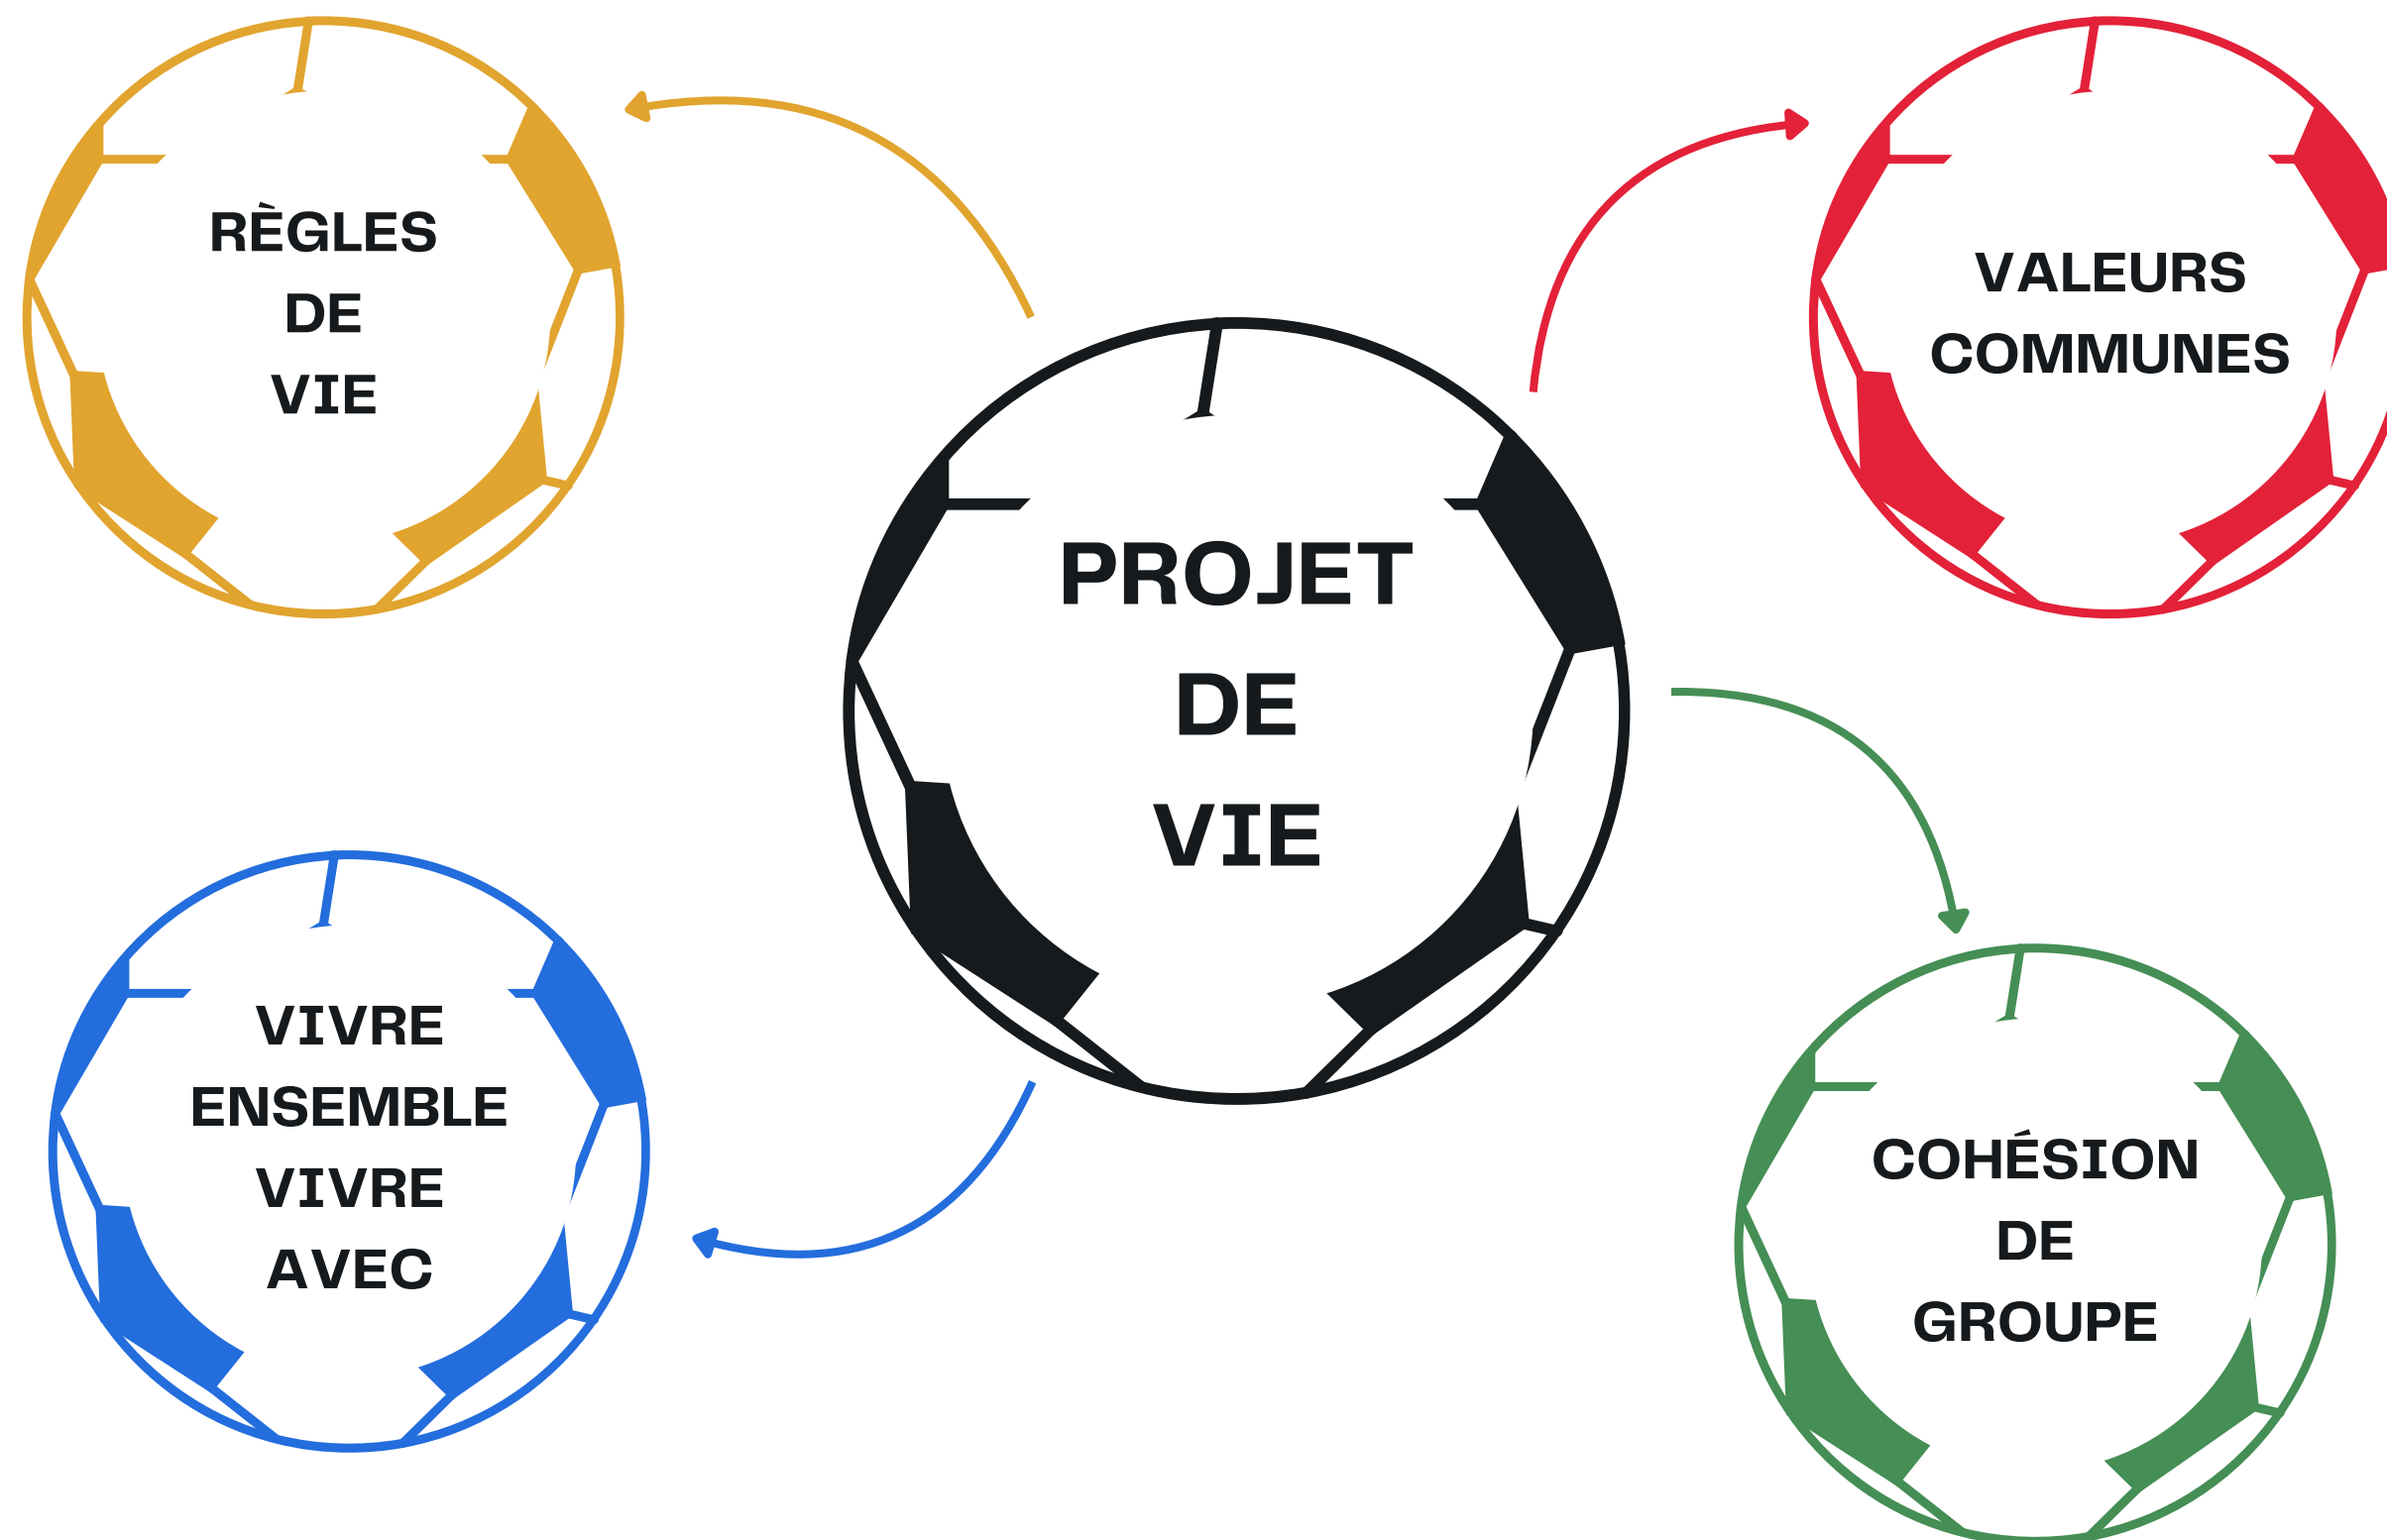 RÈGLES
DE
VIE
VALEURS
COMMUNES
PROJET
DE
VIE
VIVRE
ENSEMBLE
VIVRE
AVEC
COHÉSION
DE
GROUPE